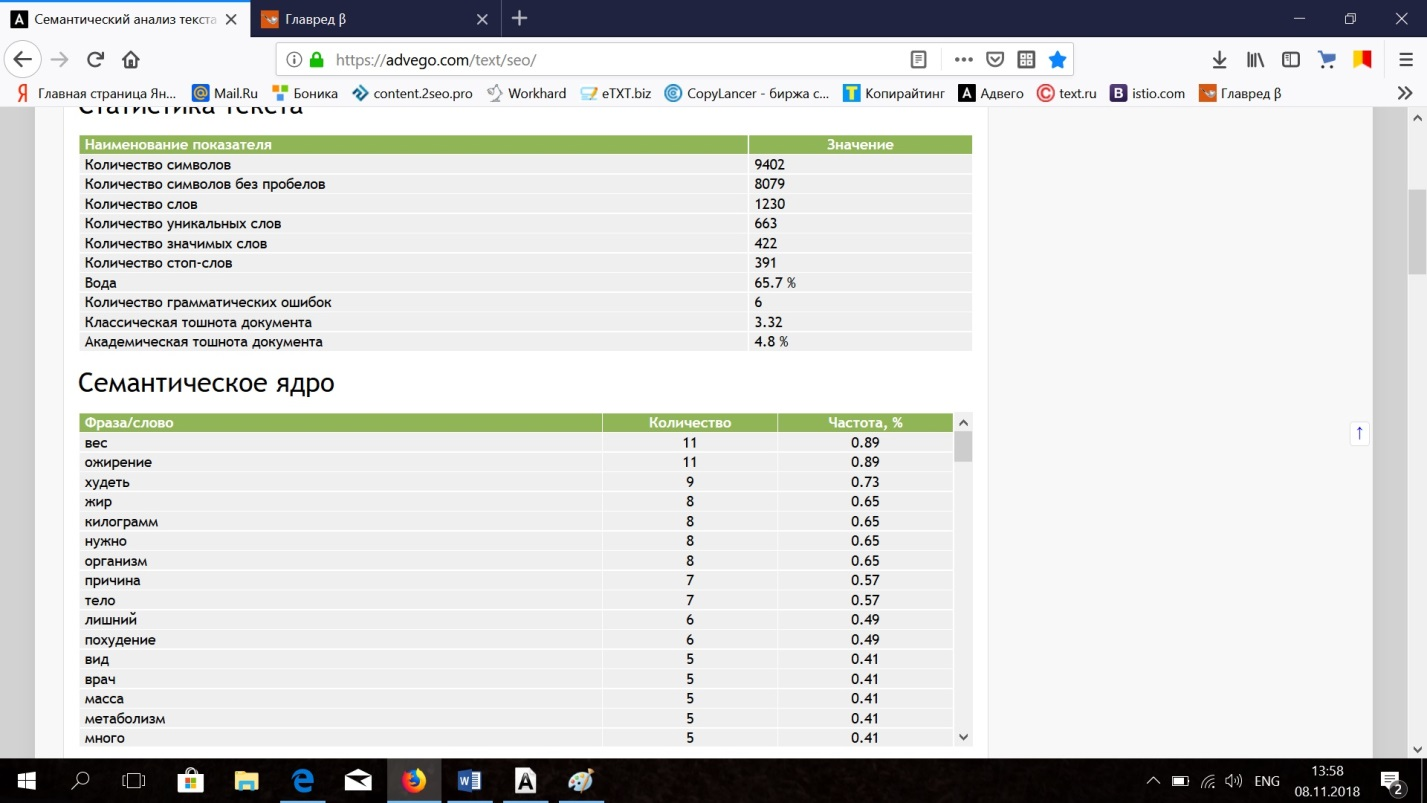 Семантический анализ текста
Главред β
https://advego.com/text/seo/
Главная страница Ян... Mail.Ru Боника content.2seo.pro Workhard eTXT.biz CopyLancer - биржа с... Копирайтинг Адвего text.ru istio.com Главред β
Статистика текста
Наименование показателя Значение
Количество символов 9402
Количество символов без пробелов 8079
Количество слов 1230
Количество уникальных слов 663
Количество значимых слов 422
Количество стоп-слов 391
Вода 65.7 %
Количество грамматических ошибок 6
Классическая тошнота документа 3.32
Академическая тошнота документа 4.8 %
Семантическое ядро
Фраза/слово Количество Частота, %
вес 11 0.89
ожирение 11 0.89
худеть 9 0.73
жир 8 0.65
килограмм 8 0.65
нужно 8 0.65
организм 8 0.65
причина 7 0.57
тело 7 0.57
лишний 6 0.49
похудение 6 0.49
вид 5 0.41
врач 5 0.41
масса 5 0.41
метаболизм 5 0.41
много 5 0.41
ENG
13:58
08.11.2018
2